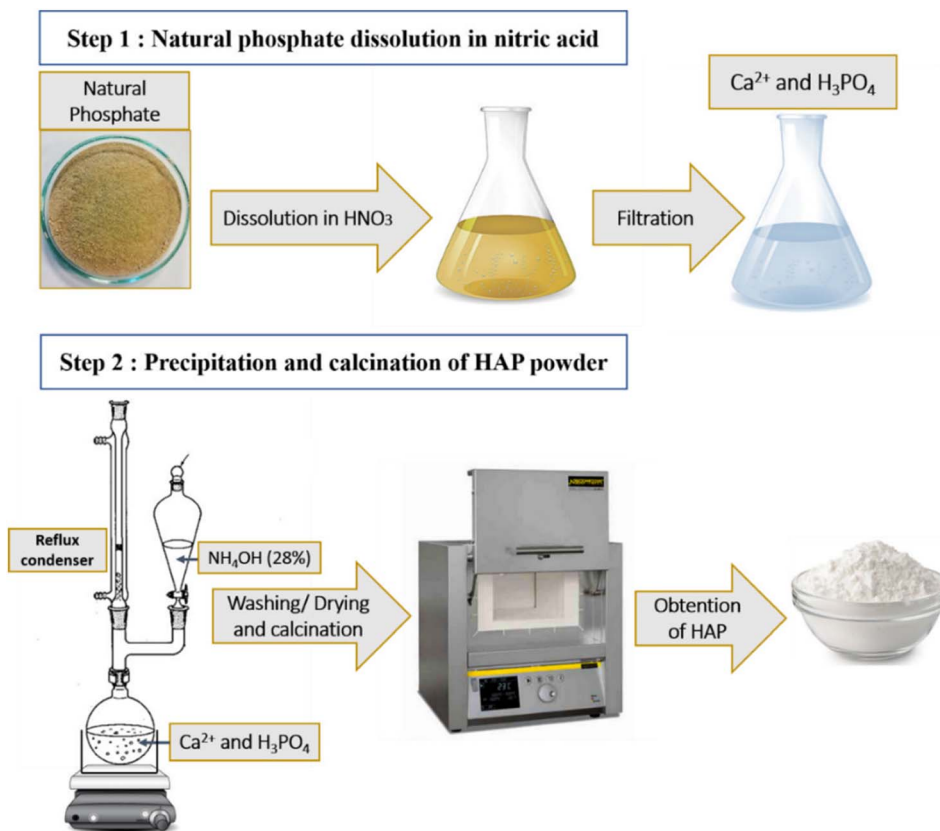 Step 1 : Natural phosphate dissolution in nitric acid
Natural
Phosphate
Dissolution in HNO₃
Filtration
Ca²⁺ and H₃PO₄
Step 2 : Precipitation and calcination of HAP powder
Reflux
condenser
NH₄OH (28%)
Ca²⁺ and H₃PO₄
Washing/ Drying
and calcination
Obtention
of HAP